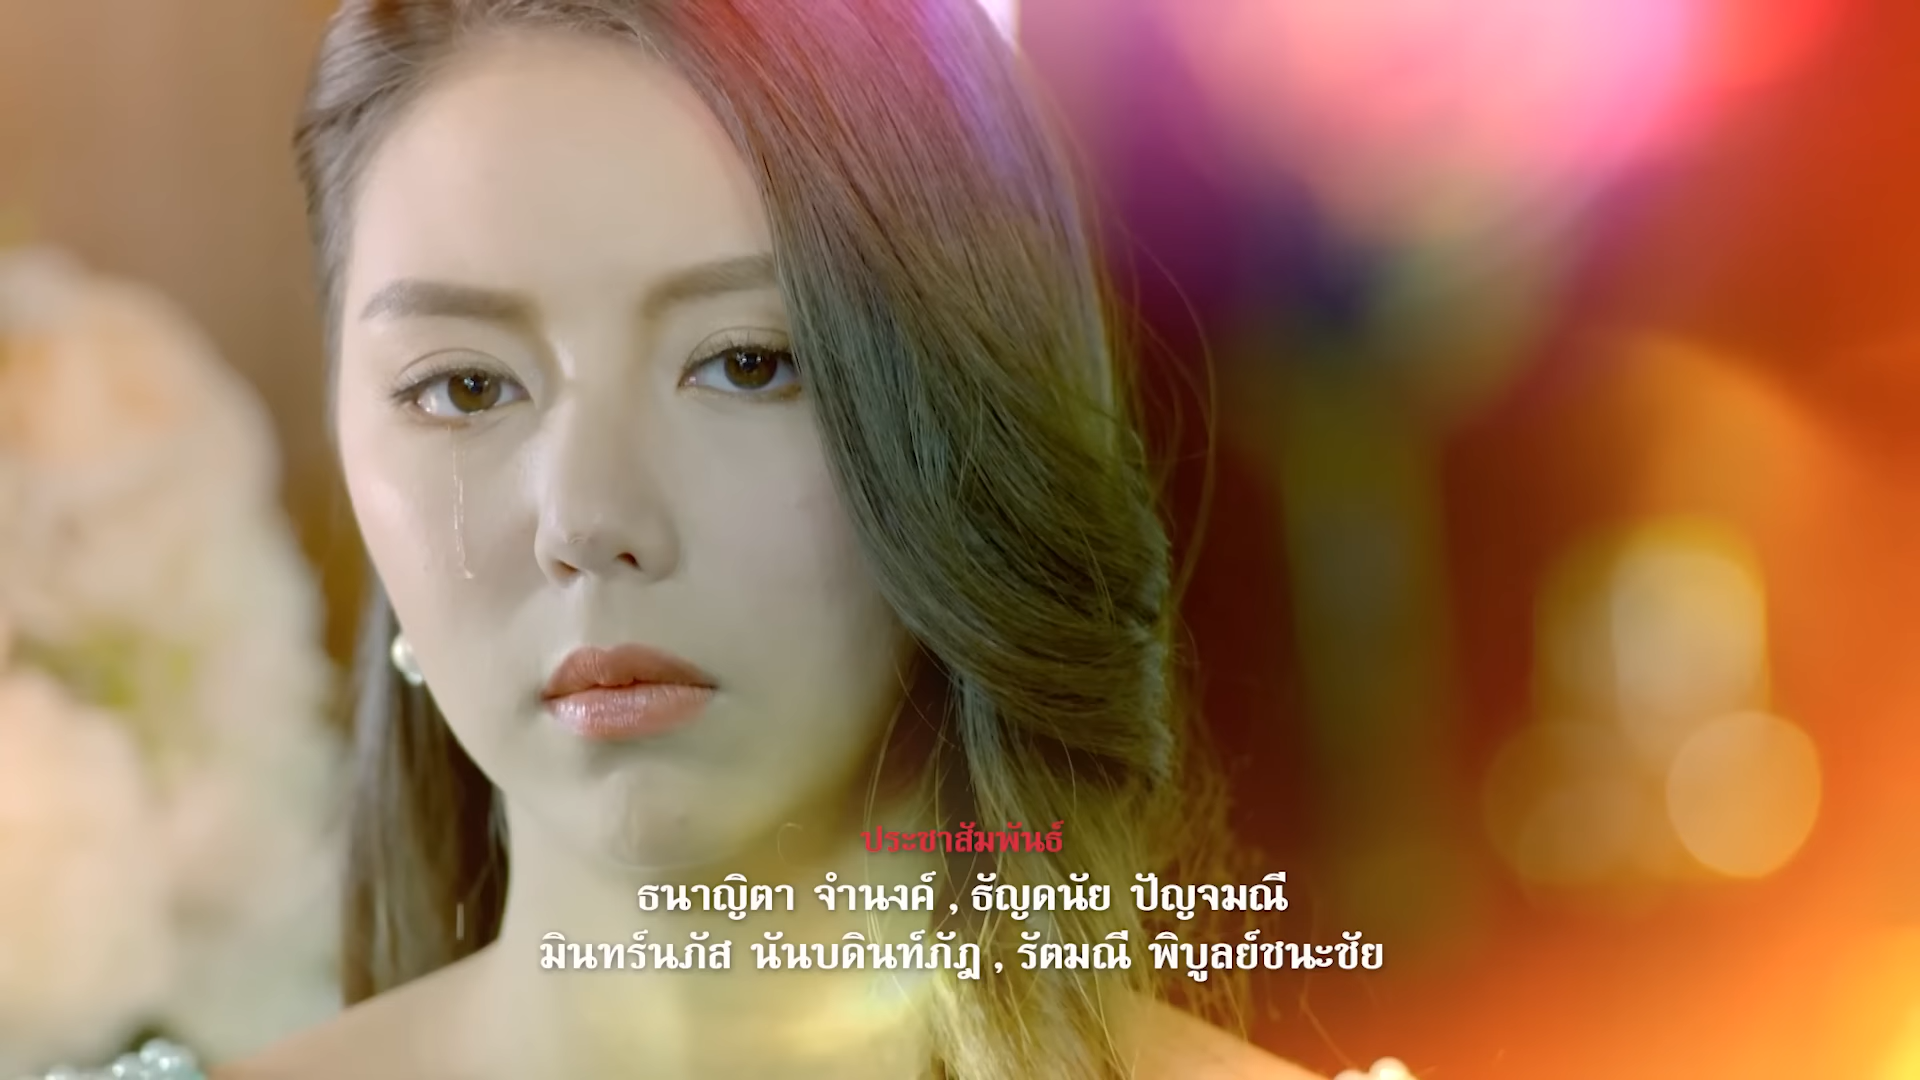 ประชาสัมพันธ์
ธนาญิตา จำนงค์ , ธัญดนัย ปัญจมณี
มินทร์นภัส นันบดินท์ภัฎ , รัตมณี พิบูลย์ชนะชัย